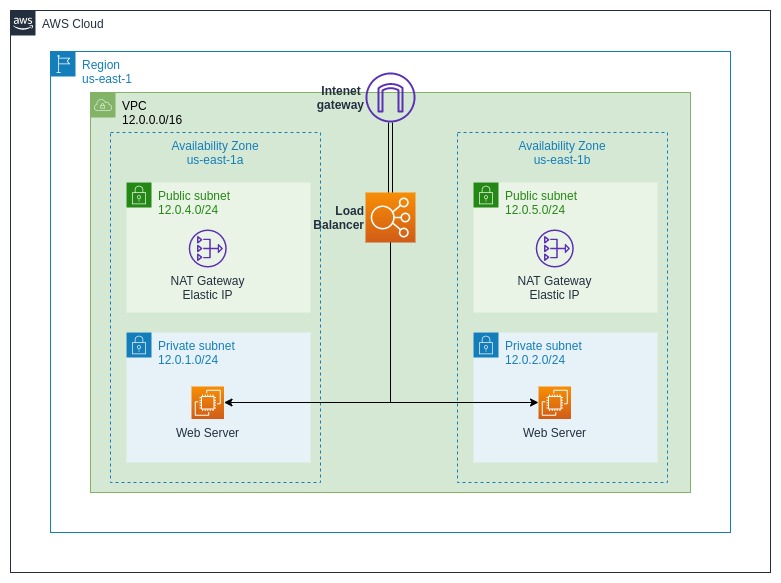 aws
AWS Cloud
Region
us-east-1
Intenet
gateway
VPC
12.0.0.0/16
Availability Zone
us-east-1a
Availability Zone
us-east-1b
Public subnet
12.0.4.0/24
Load
Balancer
Public subnet
12.0.5.0/24
NAT Gateway
Elastic IP
NAT Gateway
Elastic IP
Private subnet
12.0.1.0/24
Private subnet
12.0.2.0/24
Web Server
Web Server